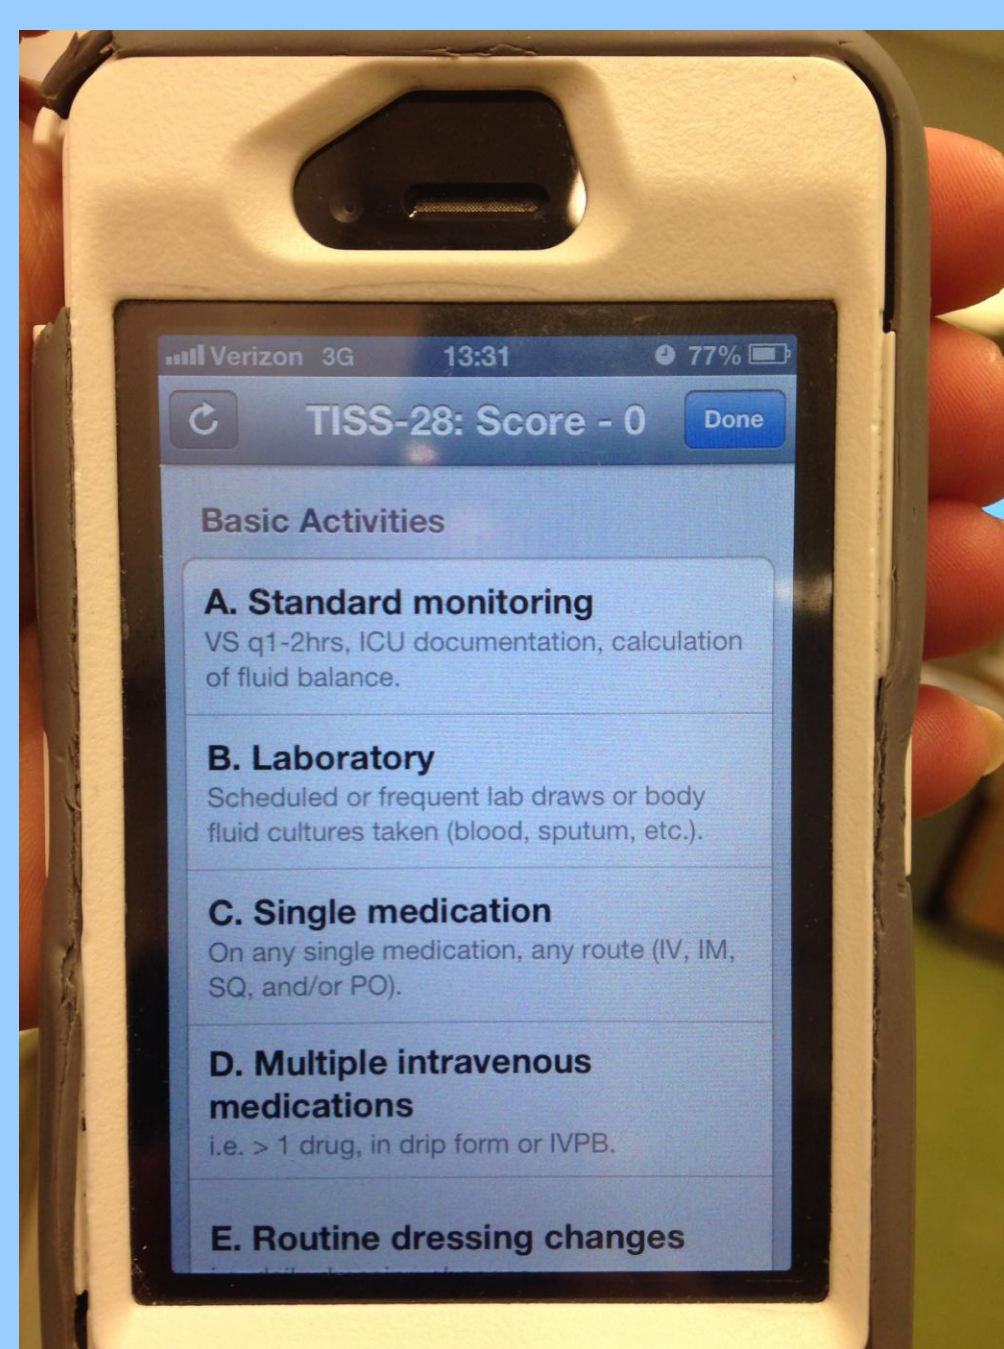 Verizon 3G 13:31 77%
TISS-28: Score - 0 Done
Basic Activities
A. Standard monitoring
VS q1-2hrs, ICU documentation, calculation
of fluid balance.
B. Laboratory
Scheduled or frequent lab draws or body
fluid cultures taken (blood, sputum, etc.).
C. Single medication
On any single medication, any route (IV, IM,
SQ, and/or PO).
D. Multiple intravenous
medications
i.e. > 1 drug, in drip form or IVPB.
E. Routine dressing changes